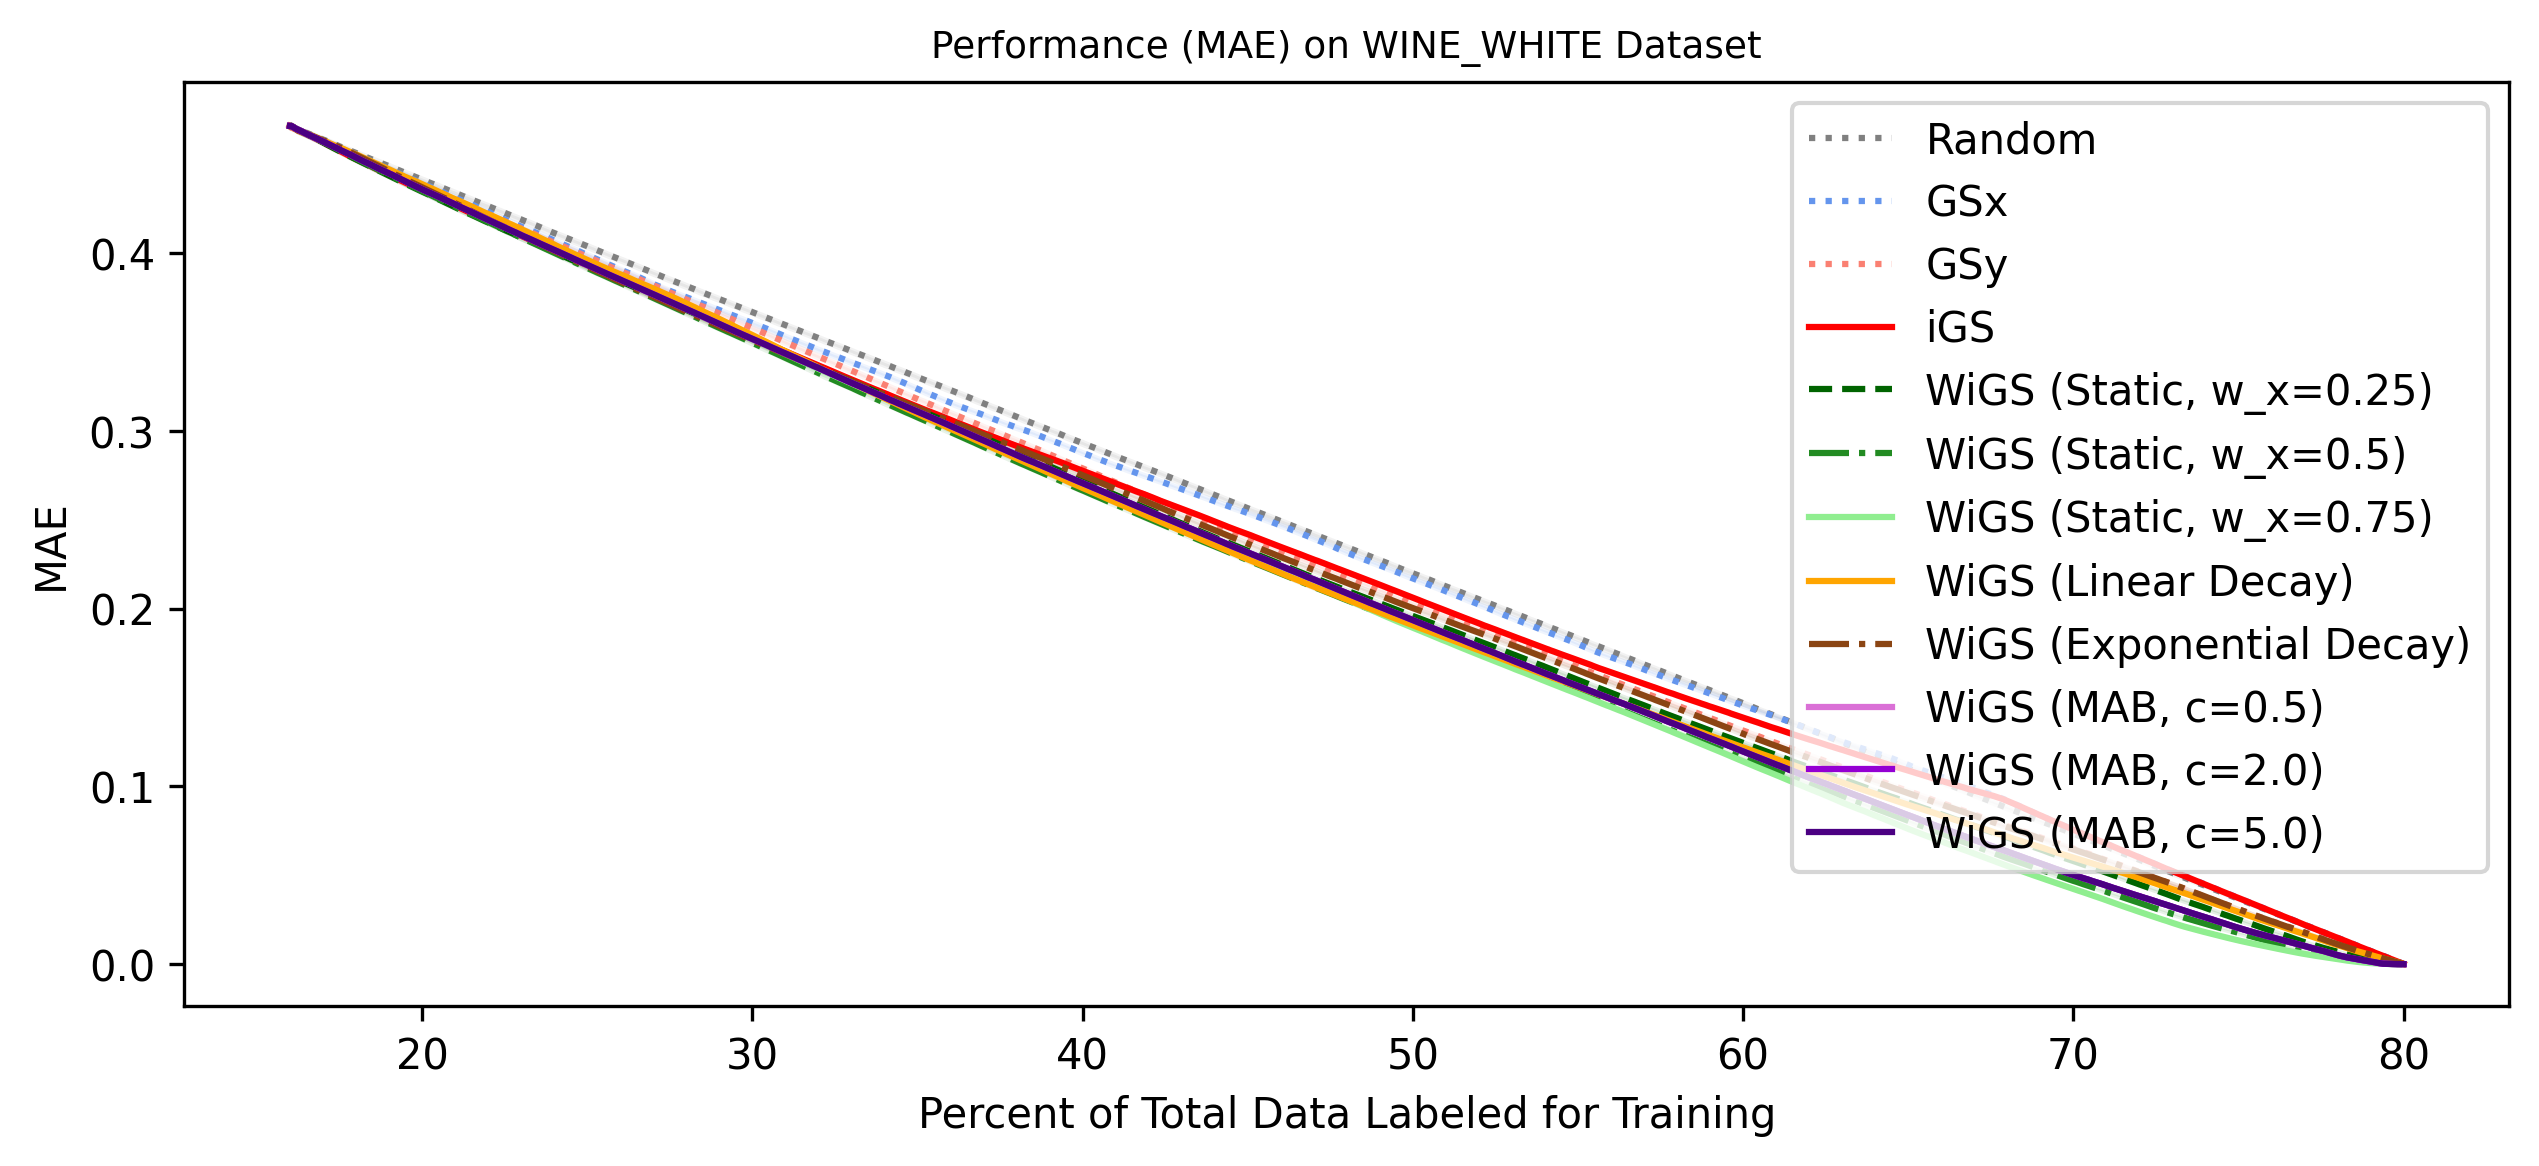 Performance (MAE) on WINE_WHITE Dataset
MAE
0.4
0.3
0.2
0.1
0.0
Random
GSx
GSy
iGS
WiGS (Static, w_x=0.25)
WiGS (Static, w_x=0.5)
WiGS (Static, w_x=0.75)
WiGS (Linear Decay)
WiGS (Exponential Decay)
WiGS (MAB, c=0.5)
WiGS (MAB, c=2.0)
WiGS (MAB, c=5.0)
20 30 40 50 60 70 80
Percent of Total Data Labeled for Training